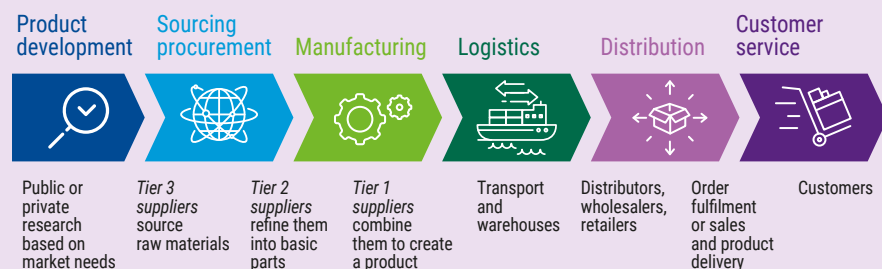 Product
development
Sourcing
procurement
Manufacturing
Logistics
Distribution
Customer
service
Public or
private
research
based on
market needs
Tier 3
suppliers
source
raw materials
Tier 2
suppliers
refine them
into basic
parts
Tier 1
suppliers
combine
them to create
a product
Transport
and
warehouses
Distributors,
wholesalers,
retailers
Order
fulfilment
or sales
and product
delivery
Customers